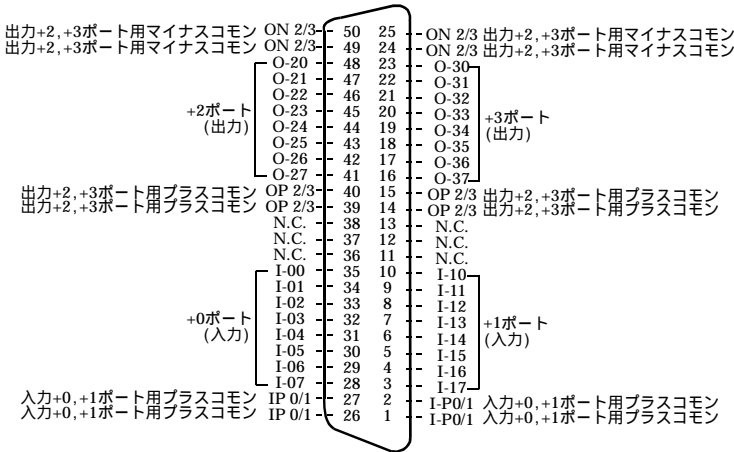 出力+2,+3ポート用マイナスコモン ON 2/3 50 25 ON 2/3 出力+2,+3ポート用マイナスコモン
出力+2,+3ポート用マイナスコモン ON 2/3 49 24 ON 2/3 出力+2,+3ポート用マイナスコモン
O-20 48 23 O-30
O-21 47 22 O-31
O-22 46 21 O-32
+2ポート O-23 45 20 O-33 +3ポート
(出力) O-24 44 19 O-34 (出力)
O-25 43 18 O-35
O-26 42 17 O-36
O-27 41 16 O-37
出力+2,+3ポート用プラスコモン OP 2/3 40 15 OP 2/3 出力+2,+3ポート用プラスコモン
出力+2,+3ポート用プラスコモン OP 2/3 39 14 OP 2/3 出力+2,+3ポート用プラスコモン
N.C. 38 13 N.C.
N.C. 37 12 N.C.
N.C. 36 11 N.C.
I-00 35 10 I-10
I-01 34 9 I-11
I-02 33 8 I-12
+0ポート I-03 32 7 I-13 +1ポート
(入力) I-04 31 6 I-14 (入力)
I-05 30 5 I-15
I-06 29 4 I-16
I-07 28 3 I-17
入力+0,+1ポート用プラスコモン IP 0/1 27 2 I-P0/1 入力+0,+1ポート用プラスコモン
入力+0,+1ポート用プラスコモン IP 0/1 26 1 I-P0/1 入力+0,+1ポート用プラスコモン